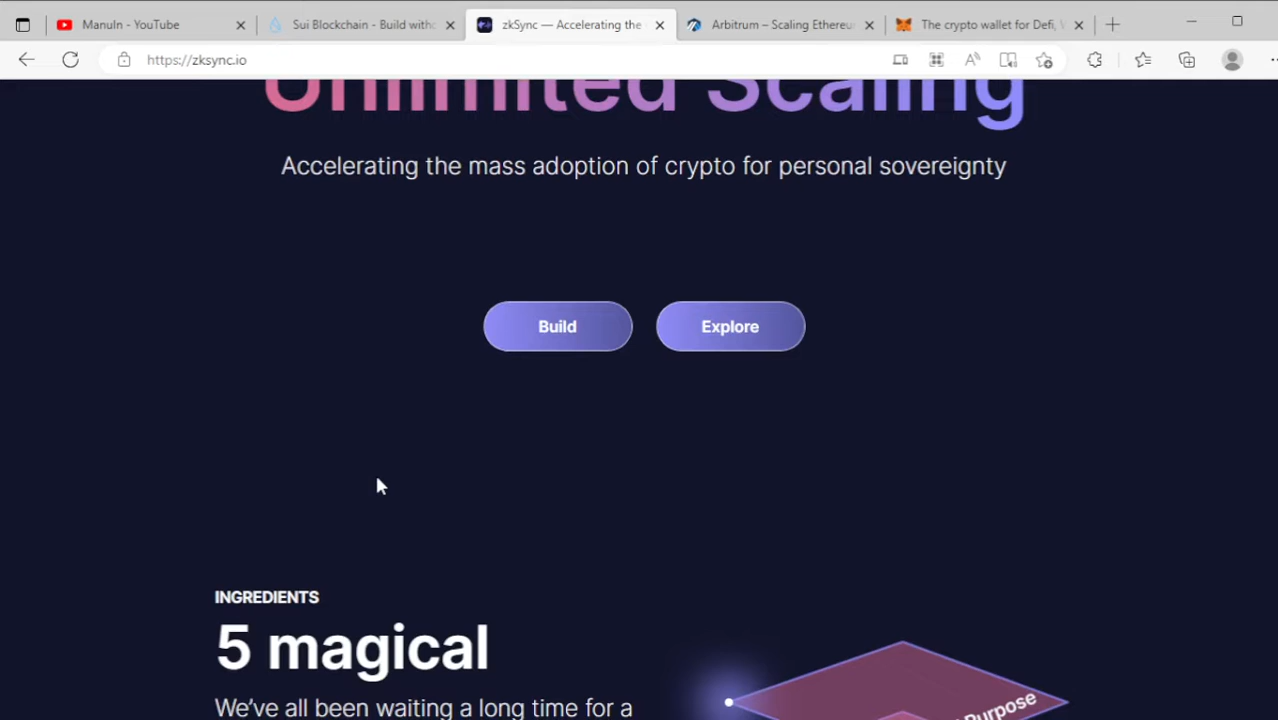 ManuIn - YouTube
Sui Blockchain - Build witho
zkSync — Accelerating the
Arbitrum – Scaling Ethereu
The crypto wallet for Defi,
https://zksync.io
Unlimited Scaling
Accelerating the mass adoption of crypto for personal sovereignty
Build
Explore
INGREDIENTS
5 magical
We've all been waiting a long time for a
Purpose